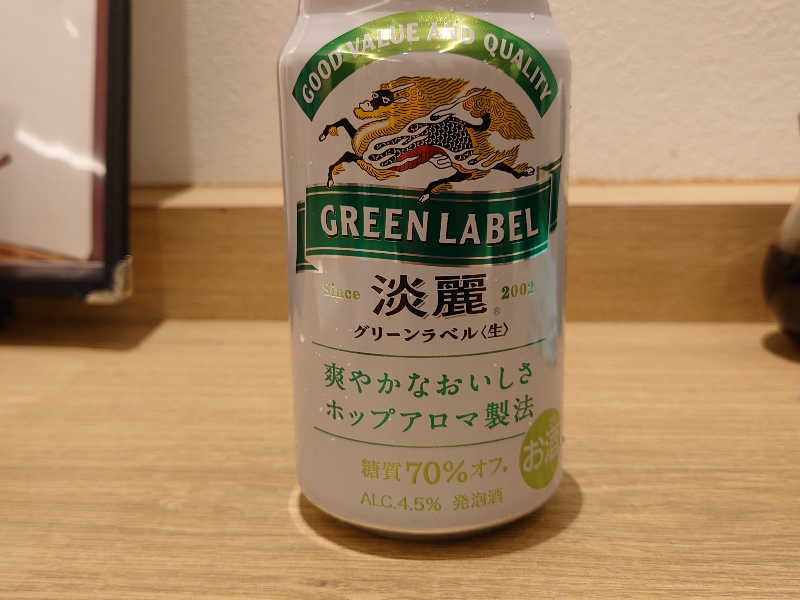 GOOD VALUE AND QUALITY
GREEN LABEL
Since 淡麗® 2002
グリーンラベル〈生〉
爽やかなおいしさ
ホップアロマ製法
糖質70%オフ。
お酒
ALC.4.5% 発泡酒